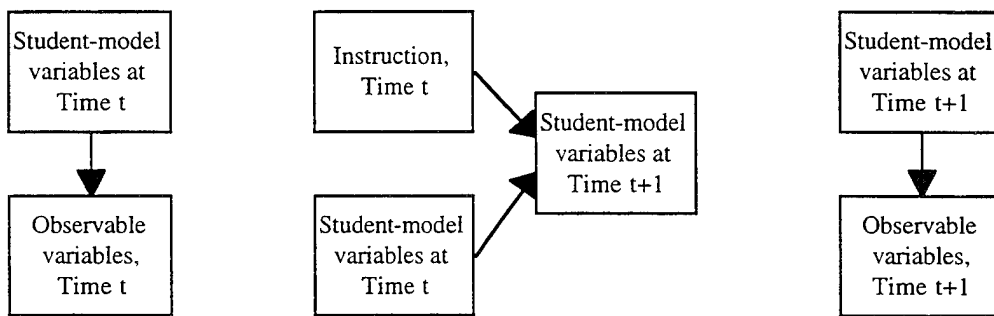 Student-model
variables at
Time t
Observable
variables,
Time t
Instruction,
Time t
Student-model
variables at
Time t
Student-model
variables at
Time t+1
Student-model
variables at
Time t+1
Observable
variables,
Time t+1